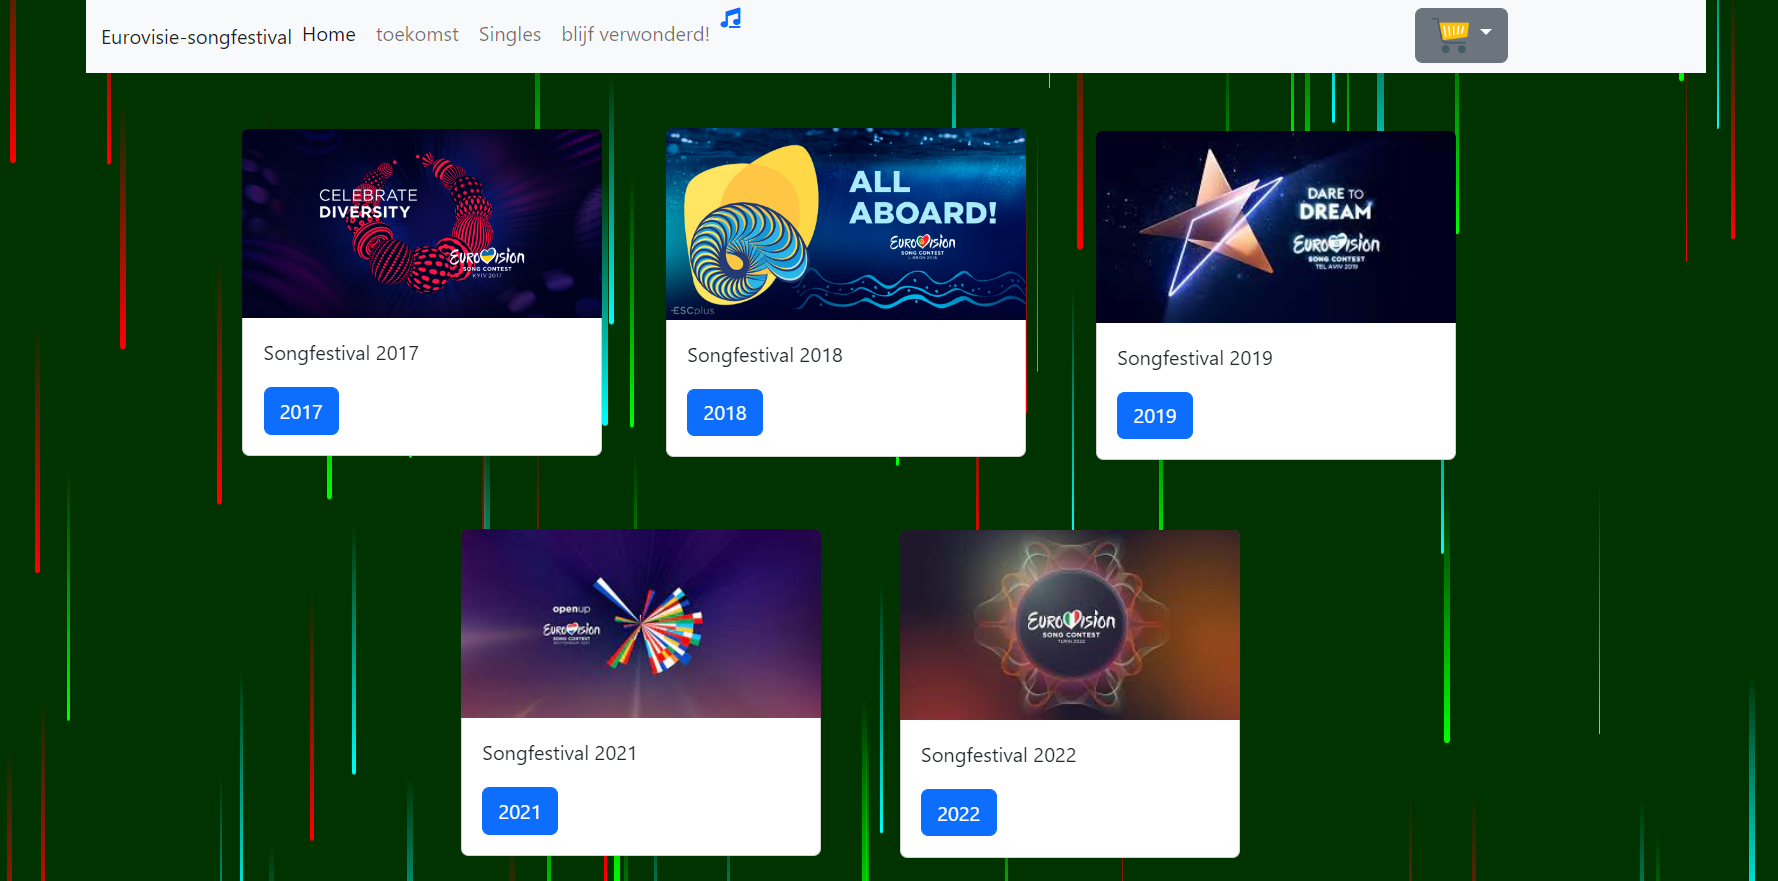 Eurovisie-songfestival Home toekomst Singles blijf verwonderd!
CELEBRATE
DIVERSITY
EUROVISION
SONG CONTEST
KYIV 2017
Songfestival 2017
2017
ALL
ABOARD!
EUROVISION
SONG CONTEST
LISBON 2018
ESCplus
Songfestival 2018
2018
DARE TO
DREAM
EUROVISION
SONG CONTEST
TEL AVIV 2019
Songfestival 2019
2019
openup
EUROVISION
SONG CONTEST
ROTTERDAM 2021
Songfestival 2021
2021
EUROVISION
SONG CONTEST
TURIN 2022
Songfestival 2022
2022